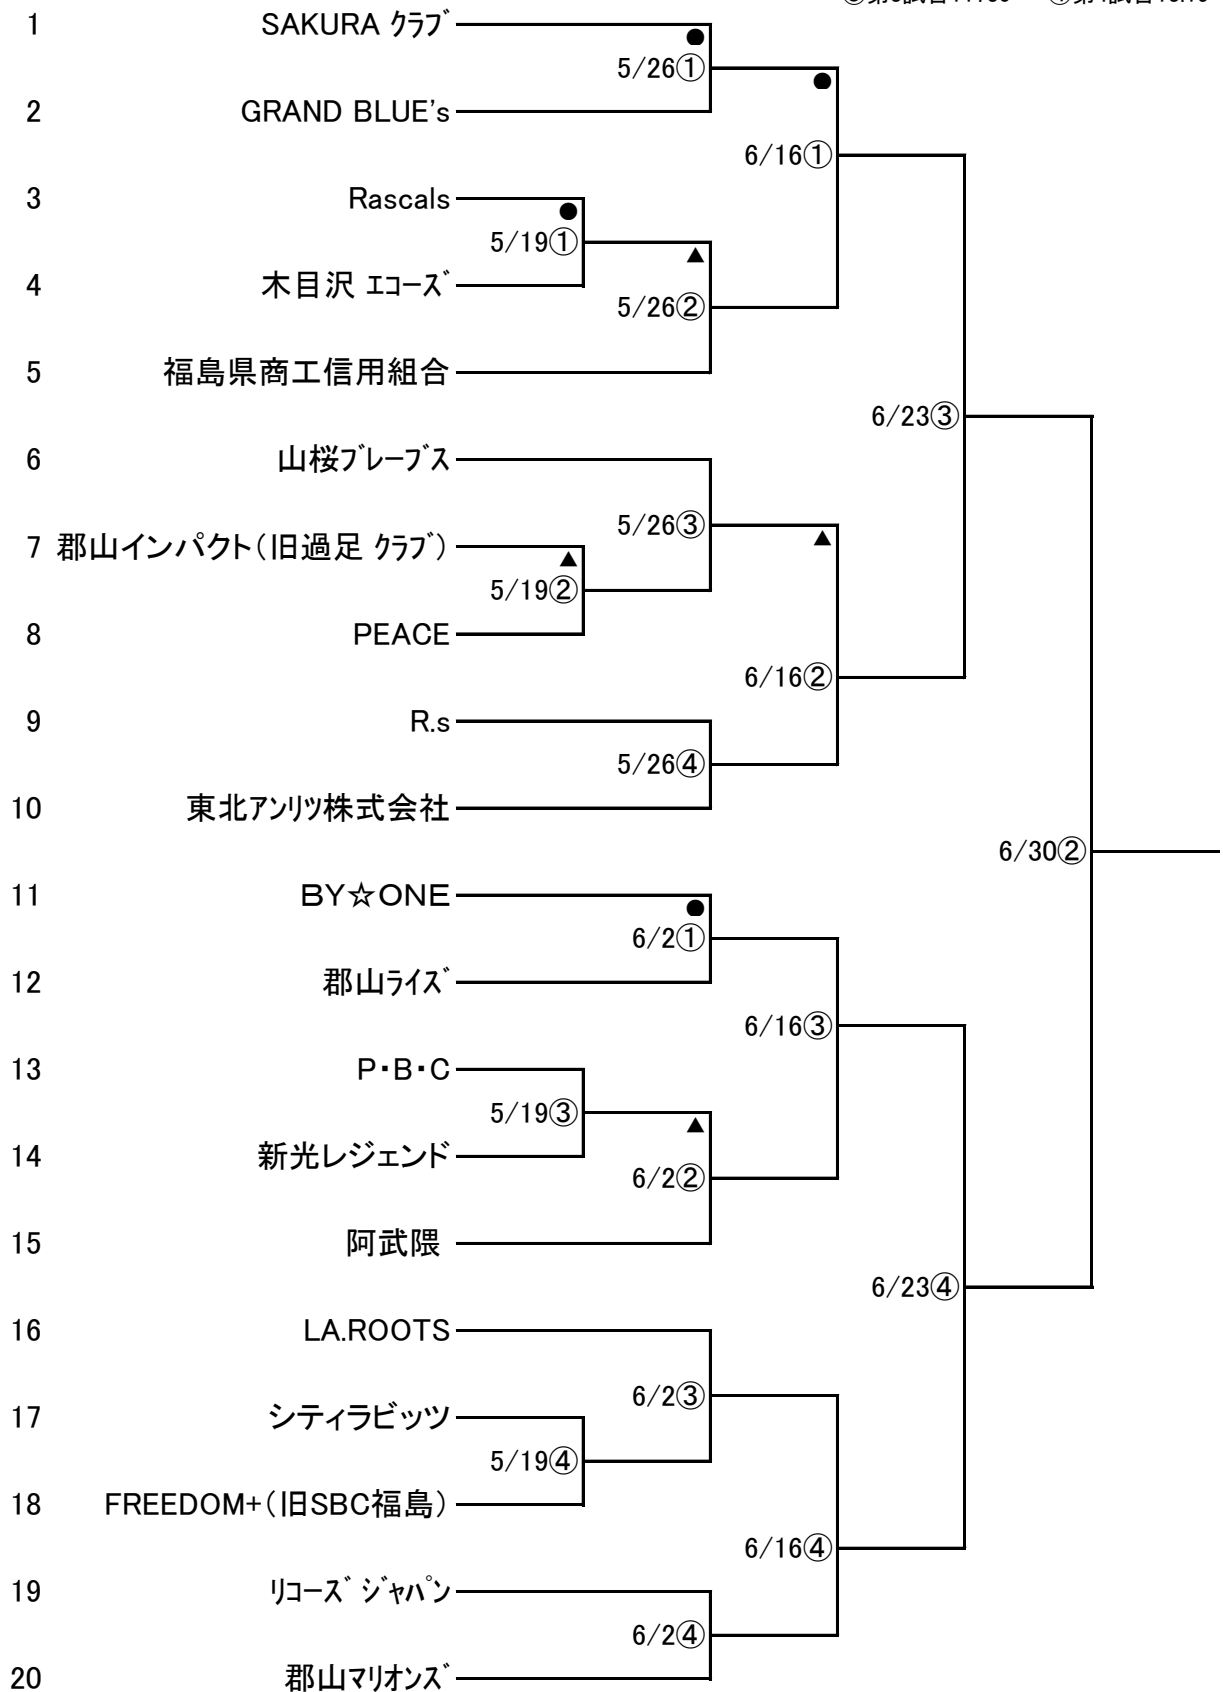 1 SAKURA ｸﾗﾌﾞ
●
5/26①
●
2 GRAND BLUE's
6/16①
3 Rascals
●
5/19①
▲
4 木目沢 ｴｺｰｽﾞ
5/26②
5 福島県商工信用組合
6/23③
6 山桜ﾌﾞﾚｰﾌﾞｽ
5/26③
▲
7 郡山インパクト（旧過足 ｸﾗﾌﾞ）
▲
5/19②
8 PEACE
6/16②
9 R.s
5/26④
10 東北ｱﾝﾘﾂ株式会社
6/30②
11 BY☆ONE
●
6/2①
12 郡山ﾗｲｽﾞ
6/16③
13 P・B・C
5/19③
▲
14 新光レジェンド
6/2②
15 阿武隈
6/23④
16 LA.ROOTS
6/2③
17 シティラビッツ
5/19④
18 FREEDOM+（旧SBC福島）
6/16④
19 ﾘｺｰｽﾞ ｼﾞｬﾊﾟﾝ
6/2④
20 郡山ﾏﾘｵﾝｽﾞ